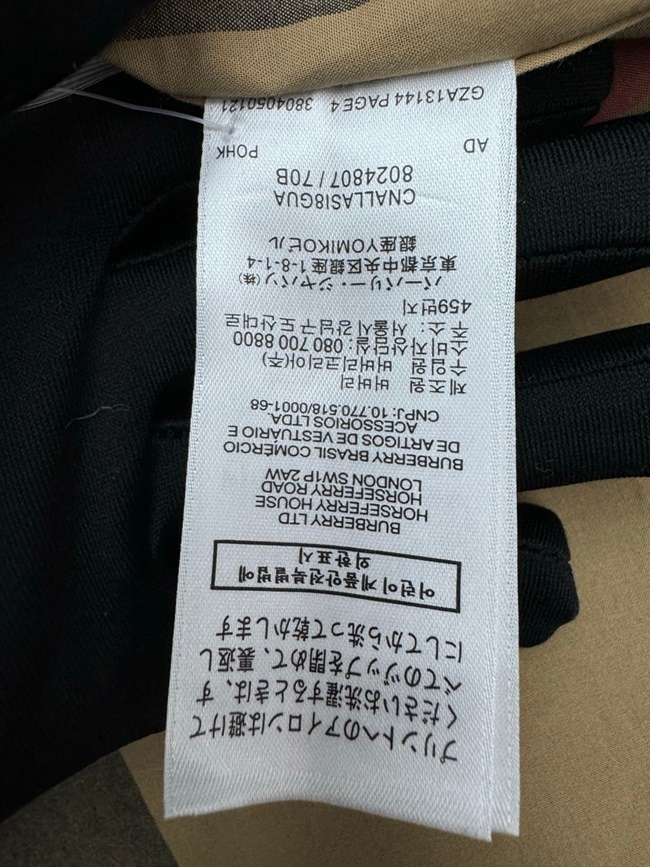 プリントへのアイロンは避けて
くださいお洗濯するときは、す
べてのジップを閉めて、裏返し
にしてから洗って乾かします
어린이제품안전특별법에
의한표시
BURBERRY LTD
HORSEFERRY HOUSE
HORSEFERRY ROAD
LONDON SW1P 2AW
BURBERRY BRASIL COMÉRCIO
DE ARTIGOS DE VESTUÁRIO E
ACESSORIOS LTDA.
CNPJ: 10.770.518/0001-68
제조원 버버리
수입원 버버리코리아(주)
소비자상담실: 080 700 8800
주소: 서울시 강남구 도산대로
459번지
バーバリー・ジャパン(株)
東京都中央区銀座1-8-1-4
銀座YOMIKOビル
CNALLASI8GUA
8024807 / 70B
AD POHK
GZA13144 PAGE 4 3804050121